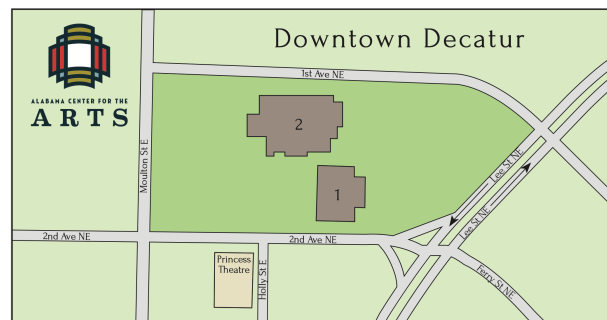 Downtown Decatur
ALABAMA CENTER FOR THE
ARTS
1st Ave NE
2
Moulton St E
1
Lee St NE
Lee St NE
2nd Ave NE
2nd Ave NE
Princess
Theatre
Holly St E
Ferry St NE